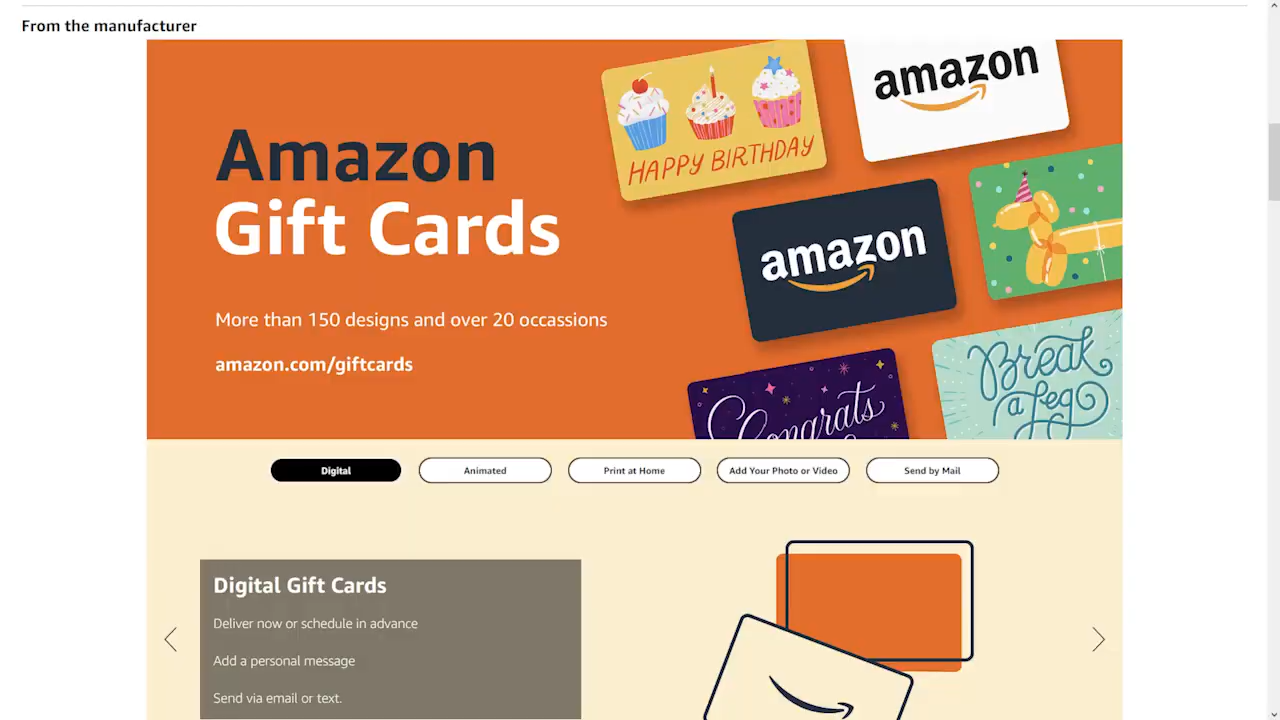 From the manufacturer
Amazon
Gift Cards
More than 150 designs and over 20 occassions
amazon.com/giftcards
HAPPY BIRTHDAY
amazon
amazon
Congrats
Break
a leg
Digital
Animated
Print at Home
Add Your Photo or Video
Send by Mail
Digital Gift Cards
Deliver now or schedule in advance
Add a personal message
Send via email or text.